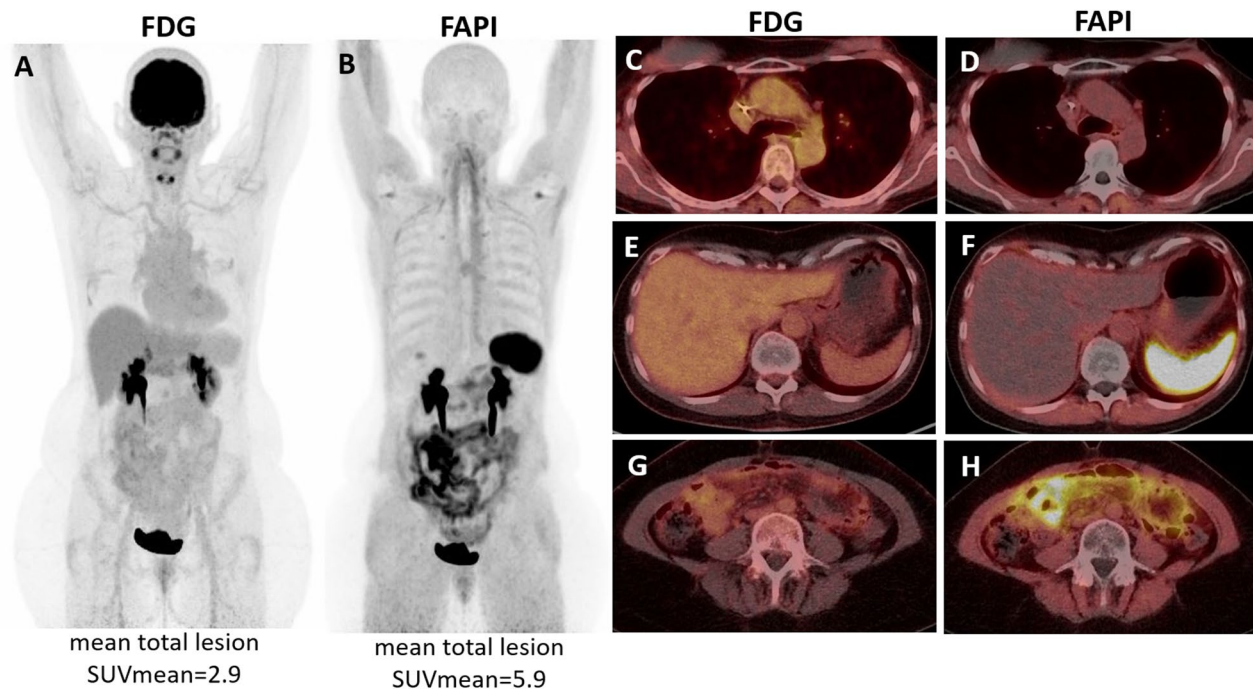 FDG
FAPI
FDG
FAPI
A
B
C
D
E
F
G
H
mean total lesion
SUVmean=2.9
mean total lesion
SUVmean=5.9